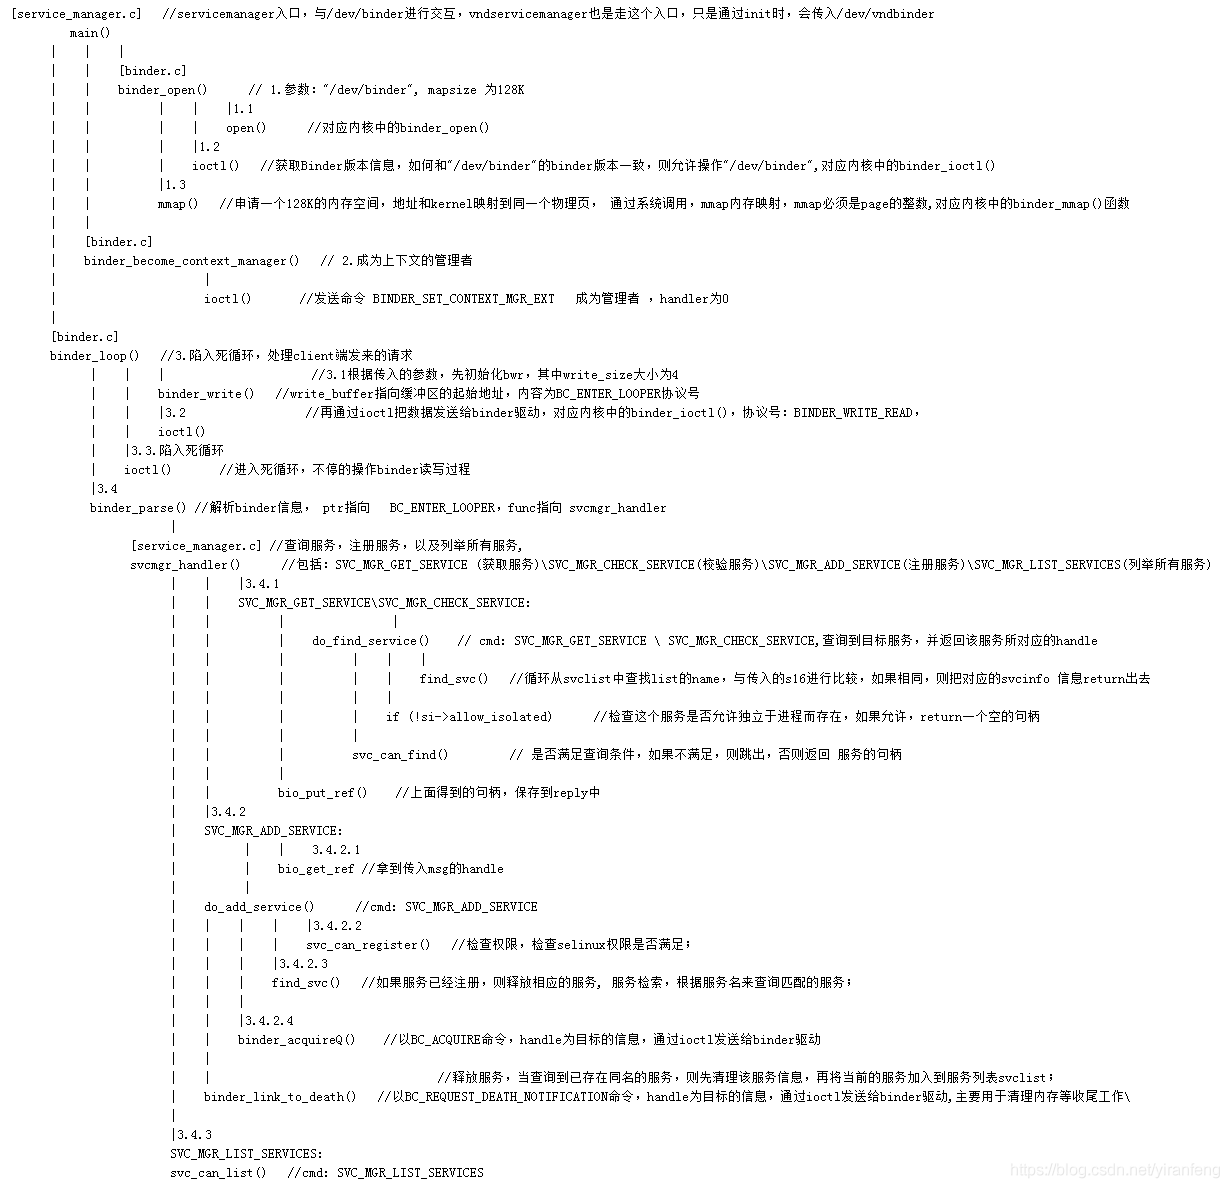 [service_manager.c]   //servicemanager入口，与/dev/binder进行交互，vndservicemanager也是走这个入口，只是通过init时，会传入/dev/vndbinder
main()
|    |    |
|    |    [binder.c]
|    |    binder_open()      // 1.参数："/dev/binder", mapsize 为128K
|    |          |    |    |1.1
|    |          |    |    open()      //对应内核中的binder_open()
|    |          |    |1.2
|    |          |    ioctl()   //获取Binder版本信息，如何和"/dev/binder"的binder版本一致，则允许操作"/dev/binder",对应内核中的binder_ioctl()
|    |          |1.3
|    |          mmap()   //申请一个128K的内存空间，地址和kernel映射到同一个物理页， 通过系统调用，mmap内存映射，mmap必须是page的整数,对应内核中的binder_mmap()函数
|    |
|    [binder.c]
|    binder_become_context_manager()   // 2.成为上下文的管理者
|                      |
|                      ioctl()       //发送命令 BINDER_SET_CONTEXT_MGR_EXT   成为管理者 ，handler为0
|
[binder.c]
binder_loop()   //3.陷入死循环，处理client端发来的请求
|    |    |                      //3.1根据传入的参数，先初始化bwr，其中write_size大小为4
|    |    binder_write()   //write_buffer指向缓冲区的起始地址，内容为BC_ENTER_LOOPER协议号
|    |    |3.2                  //再通过ioctl把数据发送给binder驱动，对应内核中的binder_ioctl()，协议号：BINDER_WRITE_READ，
|    |    ioctl()
|    |3.3.陷入死循环
|    ioctl()       //进入死循环，不停的操作binder读写过程
|3.4
binder_parse() //解析binder信息， ptr指向   BC_ENTER_LOOPER，func指向 svcmgr_handler
|
[service_manager.c] //查询服务，注册服务，以及列举所有服务,
svcmgr_handler()      //包括：SVC_MGR_GET_SERVICE (获取服务)\SVC_MGR_CHECK_SERVICE(校验服务)\SVC_MGR_ADD_SERVICE(注册服务)\SVC_MGR_LIST_SERVICES(列举所有服务)
|    |    |3.4.1
|    |    SVC_MGR_GET_SERVICE\SVC_MGR_CHECK_SERVICE:
|    |          |                |
|    |          |    do_find_service()    // cmd: SVC_MGR_GET_SERVICE \ SVC_MGR_CHECK_SERVICE,查询到目标服务，并返回该服务所对应的handle
|    |          |          |    |    |
|    |          |          |    |    find_svc()   //循环从svclist中查找list的name，与传入的s16进行比较，如果相同，则把对应的svcinfo 信息return出去
|    |          |          |    |
|    |          |          |    if (!si->allow_isolated)      //检查这个服务是否允许独立于进程而存在，如果允许，return一个空的句柄
|    |          |          |
|    |          |          svc_can_find()         // 是否满足查询条件，如果不满足，则跳出，否则返回 服务的句柄
|    |          |
|    |          bio_put_ref()    //上面得到的句柄，保存到reply中
|    |3.4.2
|    SVC_MGR_ADD_SERVICE:
|          |    |    3.4.2.1
|          |    bio_get_ref //拿到传入msg的handle
|          |
|    do_add_service()      //cmd: SVC_MGR_ADD_SERVICE
|    |    |    |    |3.4.2.2
|    |    |    |    svc_can_register()   //检查权限，检查selinux权限是否满足；
|    |    |    |3.4.2.3
|    |    |    find_svc()   //如果服务已经注册，则释放相应的服务, 服务检索，根据服务名来查询匹配的服务；
|    |    |
|    |    |3.4.2.4
|    |    binder_acquireQ()    //以BC_ACQUIRE命令，handle为目标的信息，通过ioctl发送给binder驱动
|    |
|    |                                  //释放服务，当查询到已存在同名的服务，则先清理该服务信息，再将当前的服务加入到服务列表svclist；
|    binder_link_to_death()   //以BC_REQUEST_DEATH_NOTIFICATION命令，handle为目标的信息，通过ioctl发送给binder驱动,主要用于清理内存等收尾工作\
|
|3.4.3
SVC_MGR_LIST_SERVICES:
svc_can_list()   //cmd: SVC_MGR_LIST_SERVICES
https://blog.csdn.net/yiranfeng